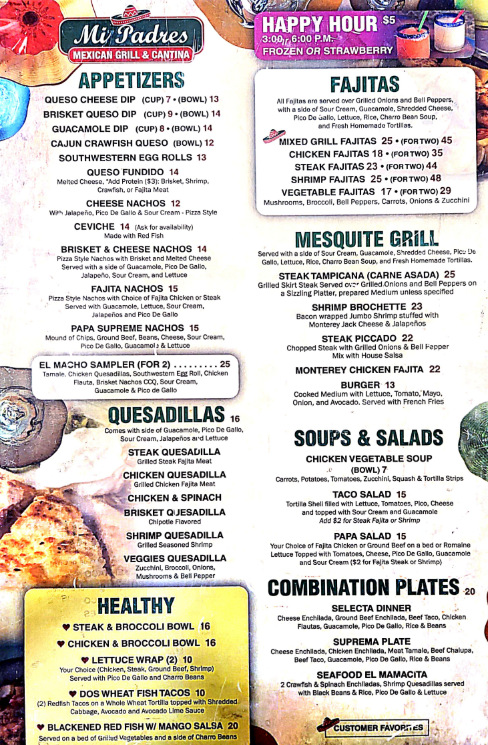 Mi Padres
MEXICAN GRILL & CANTINA
HAPPY HOUR $5
3:00 - 6:00 P.M.
FROZEN OR STRAWBERRY
APPETIZERS
QUESO CHEESE DIP (CUP) 7 • (BOWL) 13
BRISKET QUESO DIP (CUP) 9 • (BOWL) 14
GUACAMOLE DIP (CUP) 8 • (BOWL) 14
CAJUN CRAWFISH QUESO (BOWL) 12
SOUTHWESTERN EGG ROLLS 13
QUESO FUNDIDO 14
Melted Cheese, *Add Protein ($3): Brisket, Shrimp,
Crawfish, or Fajita Meat
CHEESE NACHOS 12
With Jalapeño, Pico De Gallo & Sour Cream - Pizza Style
CEVICHE 14 (Ask for availability)
Made with Red Fish
BRISKET & CHEESE NACHOS 14
Pizza Style Nachos with Brisket and Melted Cheese
Served with a side of Guacamole, Pico De Gallo,
Jalapeño, Sour Cream, and Lettuce
FAJITA NACHOS 15
Pizza Style Nachos with Choice of Fajita Chicken or Steak
Served with Guacamole, Lettuce, Sour Cream,
Jalapeños and Pico De Gallo
PAPA SUPREME NACHOS 15
Mound of Chips, Ground Beef, Beans, Cheese, Sour Cream,
Pico De Gallo, Guacamole & Lettuce
EL MACHO SAMPLER (FOR 2) . . . . . . . . . 25
Tamale, Chicken Quesadillas, Southwestern Egg Roll, Chicken
Flauta, Brisket Nachos CCQ, Sour Cream,
Guacamole & Pico de Gallo
QUESADILLAS 16
Comes with side of Guacamole, Pico De Gallo,
Sour Cream, Jalapeños and Lettuce
STEAK QUESADILLA
Grilled Steak Fajita Meat
CHICKEN QUESADILLA
Grilled Chicken Fajita Meat
CHICKEN & SPINACH
BRISKET QUESADILLA
Chipotle Flavored
SHRIMP QUESADILLA
Grilled Seasoned Shrimp
VEGGIES QUESADILLA
Zucchini, Broccoli, Onions,
Mushrooms & Bell Pepper
HEALTHY
♥ STEAK & BROCCOLI BOWL 16
♥ CHICKEN & BROCCOLI BOWL 16
♥ LETTUCE WRAP (2) 10
Your Choice (Chicken, Steak, Ground Beef, Shrimp)
Served with Pico De Gallo and Charro Beans
♥ DOS WHEAT FISH TACOS 10
(2) Redfish Tacos on a Whole Wheat Tortilla topped with Shredded
Cabbage, Avocado and Avocado Lime Sauce
♥ BLACKENED RED FISH W/ MANGO SALSA 20
Served on a bed of Grilled Vegetables and a side of Charro Beans
FAJITAS
All Fajitas are served over Grilled Onions and Bell Peppers,
with a side of Sour Cream, Guacamole, Shredded Cheese,
Pico De Gallo, Lettuce, Rice, Charro Bean Soup,
and Fresh Homemade Tortillas.
MIXED GRILL FAJITAS 25 • (FOR TWO) 45
CHICKEN FAJITAS 18 • (FOR TWO) 35
STEAK FAJITAS 23 • (FOR TWO) 44
SHRIMP FAJITAS 25 • (FOR TWO) 48
VEGETABLE FAJITAS 17 • (FOR TWO) 29
Mushrooms, Broccoli, Bell Peppers, Carrots, Onions & Zucchini
MESQUITE GRILL
Served with a side of Sour Cream, Guacamole, Shredded Cheese, Pico De
Gallo, Lettuce, Rice, Charro Bean Soup, and Fresh Homemade Tortillas.
STEAK TAMPICANA (CARNE ASADA) 25
Grilled Skirt Steak Served over Grilled Onions and Bell Peppers on
a Sizzling Platter, prepared Medium unless specified
SHRIMP BROCHETTE 23
Bacon wrapped Jumbo Shrimp stuffed with
Monterey Jack Cheese & Jalapeños
STEAK PICCADO 22
Chopped Steak with Grilled Onions & Bell Pepper
Mix with House Salsa
MONTEREY CHICKEN FAJITA 22
BURGER 13
Cooked Medium with Lettuce, Tomato, Mayo,
Onion, and Avocado. Served with French Fries
SOUPS & SALADS
CHICKEN VEGETABLE SOUP
(BOWL) 7
Carrots, Potatoes, Tomatoes, Zucchini, Squash & Tortilla Strips
TACO SALAD 15
Tortilla Shell filled with Lettuce, Tomatoes, Pico, Cheese
and topped with Sour Cream and Guacamole
Add $2 for Steak Fajita or Shrimp
PAPA SALAD 15
Your Choice of Fajita Chicken or Ground Beef on a bed or Romaine
Lettuce Topped with Tomatoes, Cheese, Pico De Gallo, Guacamole
and Sour Cream ($2 for Fajita Steak or Shrimp)
COMBINATION PLATES 20
SELECTA DINNER
Cheese Enchilada, Ground Beef Enchilada, Beef Taco, Chicken
Flautas, Guacamole, Pico De Gallo, Rice & Beans
SUPREMA PLATE
Cheese Enchilada, Chicken Enchilada, Meat Tamale, Beef Chalupa,
Beef Taco, Guacamole, Pico De Gallo, Rice & Beans
SEAFOOD EL MAMACITA
2 Crawfish & Spinach Enchiladas, Shrimp Quesadillas served
with Black Beans & Rice, Pico De Gallo & Lettuce
CUSTOMER FAVORITES